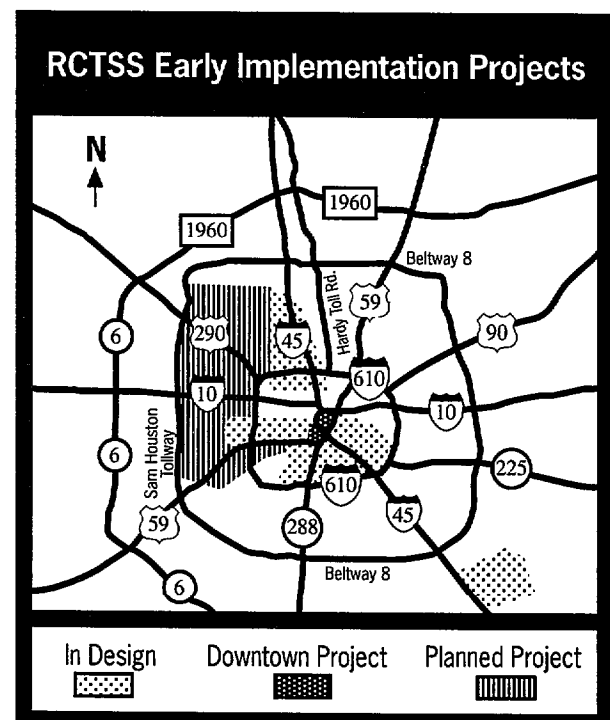 RCTSS Early Implementation Projects
N
1960
1960
Beltway 8
Hardy Toll Rd.
59
6
290
45
90
610
10
10
6
Sam Houston
Tollway
225
610
59
288
45
Beltway 8
6
In Design
Downtown Project
Planned Project